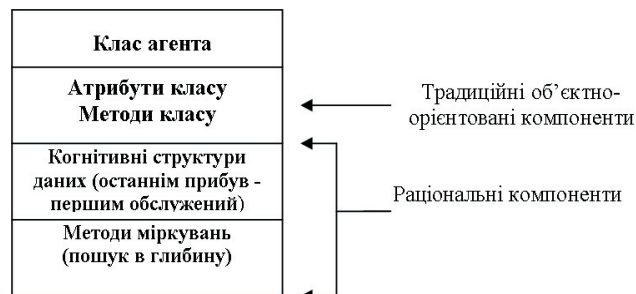 Клас агента
Атрибути класу
Методи класу
Когнітивні структури
даних (останнім прибув -
першим обслужений)
Методи міркувань
(пошук в глибину)
Традиційні об’єктно-
орієнтовані компоненти
Раціональні компоненти